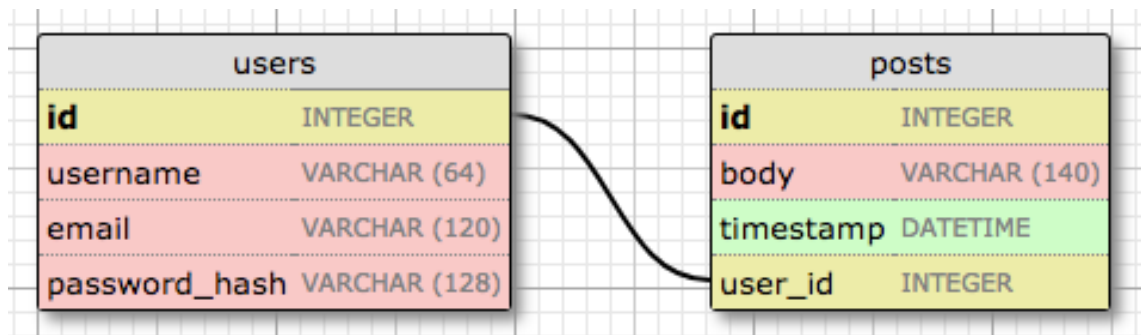 users
id INTEGER
username VARCHAR (64)
email VARCHAR (120)
password_hash VARCHAR (128)
posts
id INTEGER
body VARCHAR (140)
timestamp DATETIME
user_id INTEGER